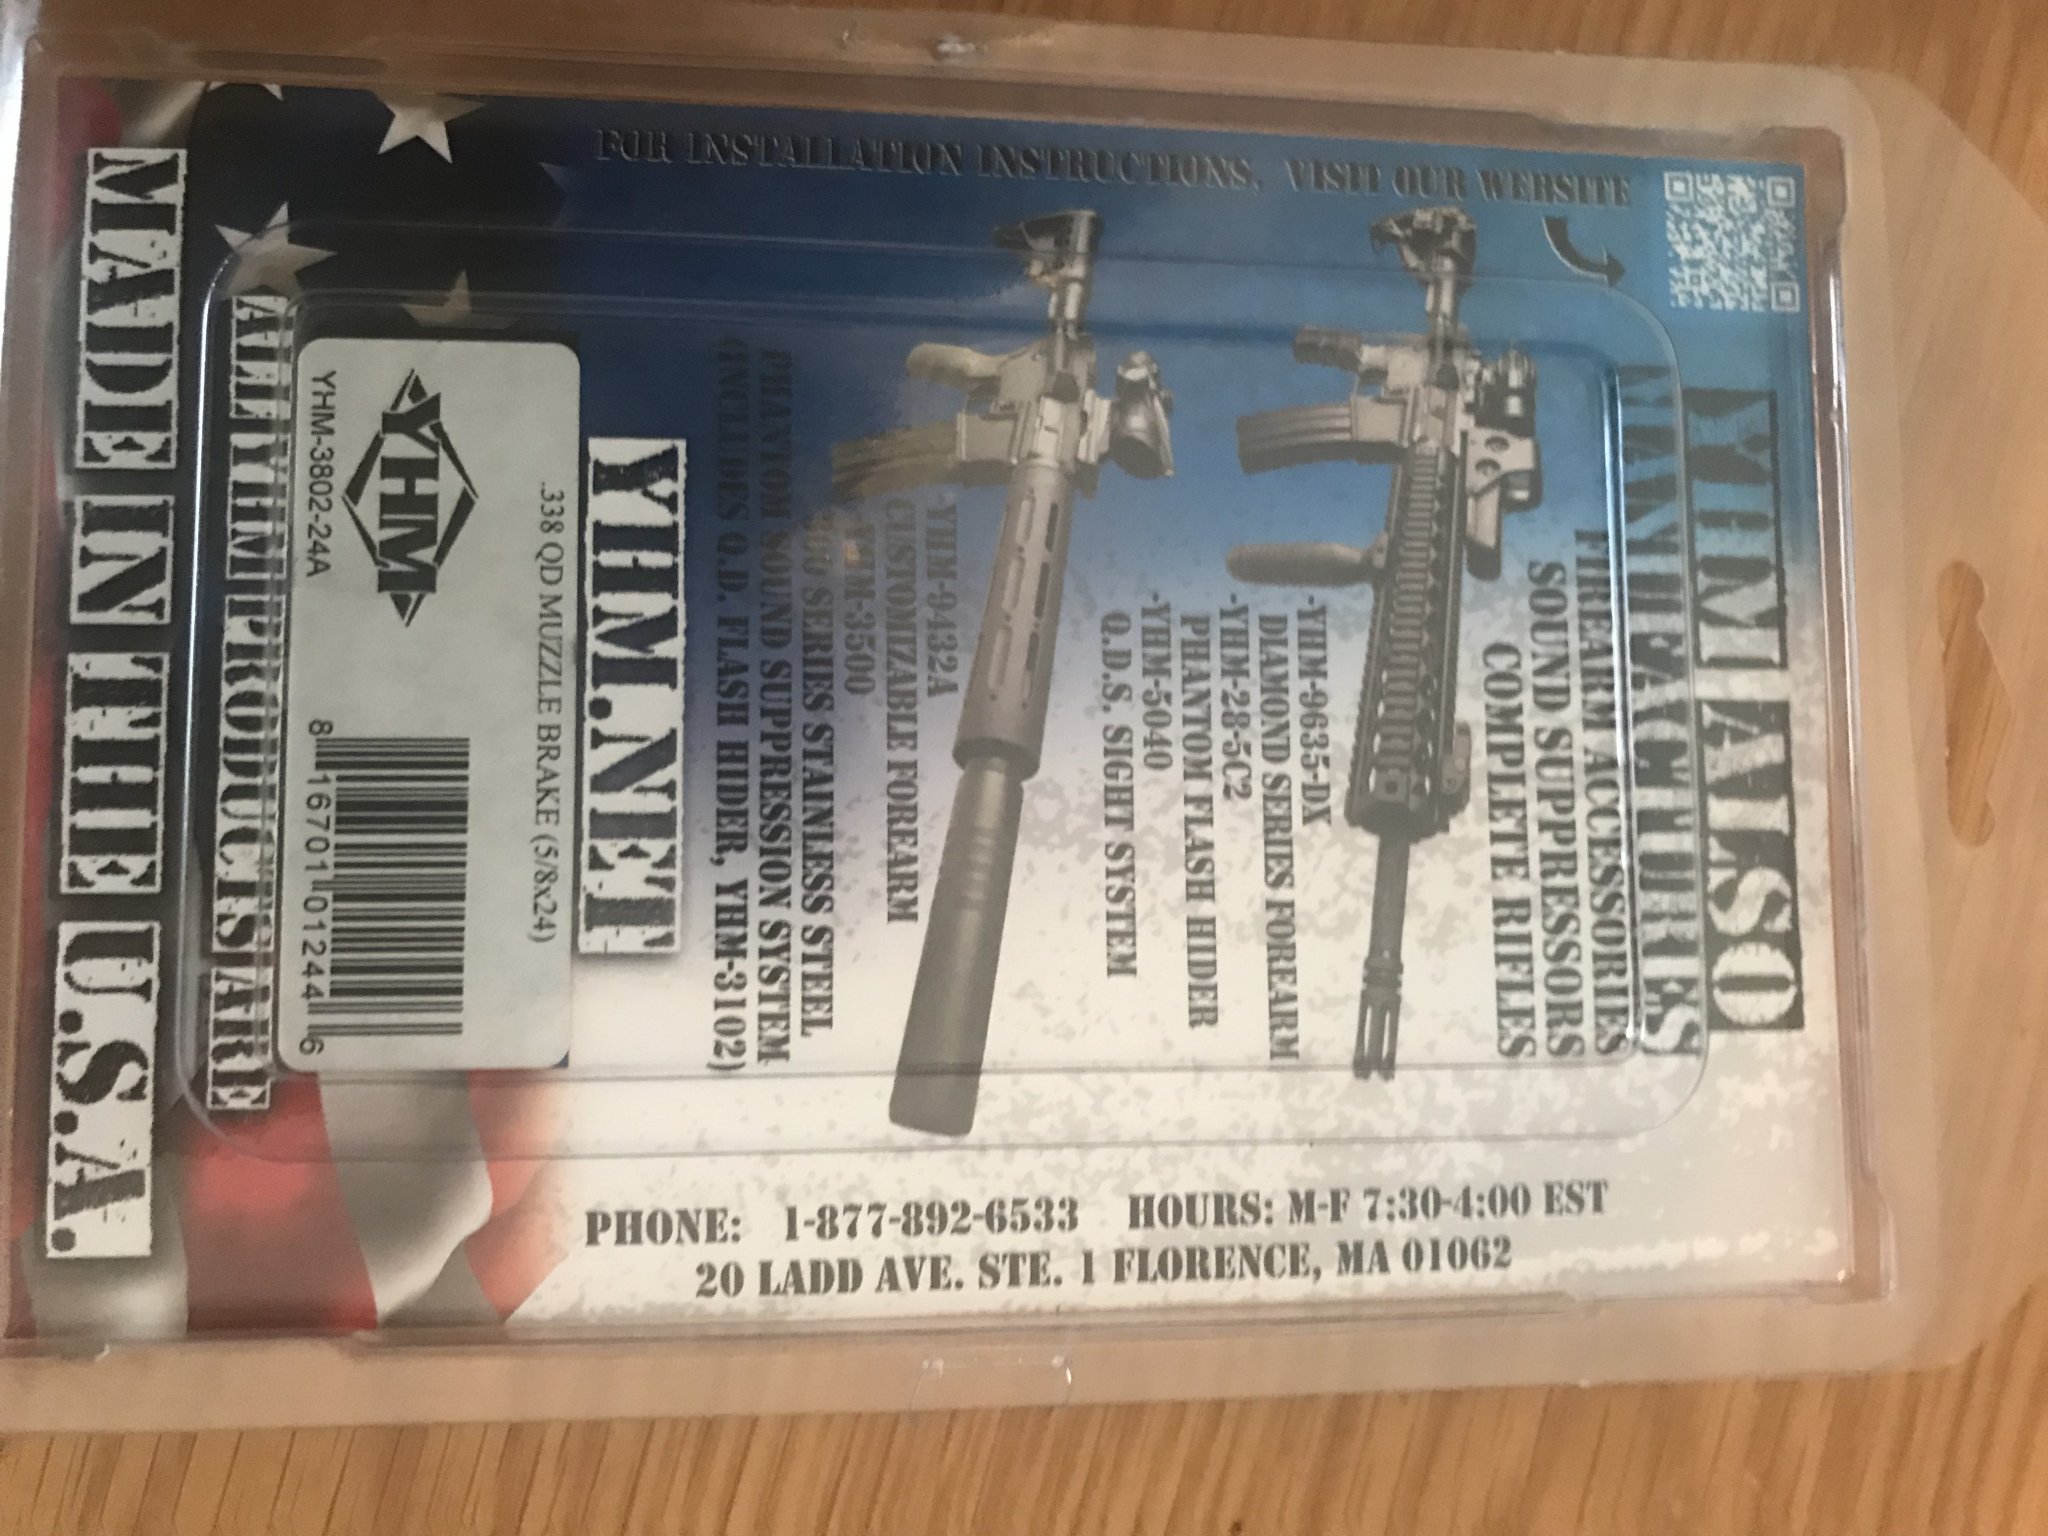 YHM ALSO
MANUFACTURES
FIREARM ACCESSORIES
SOUND SUPPRESSORS
COMPLETE RIFLES
FOR INSTALLATION INSTRUCTIONS, VISIT OUR WEBSITE
-YHM-9635-DX
DIAMOND SERIES FOREARM
-YHM-28-5C2
PHANTOM FLASH HIDER
-YHM-5040
Q.D.S. SIGHT SYSTEM
-YHM-9432A
CUSTOMIZABLE FOREARM
-YHM-3500
SERIES STAINLESS STEEL
PHANTOM SOUND SUPPRESSION SYSTEM
(INCLUDES Q.D. FLASH HIDER, YHM-3102)
YHM.NET
.338 QD MUZZLE BRAKE (5/8x24)
YHM
YHM-3802-24A
8 16701 01244 6
ALL YHM PRODUCTS ARE
MADE IN THE U.S.A.
PHONE: 1-877-892-6533 HOURS: M-F 7:30-4:00 EST
20 LADD AVE. STE. 1 FLORENCE, MA 01062